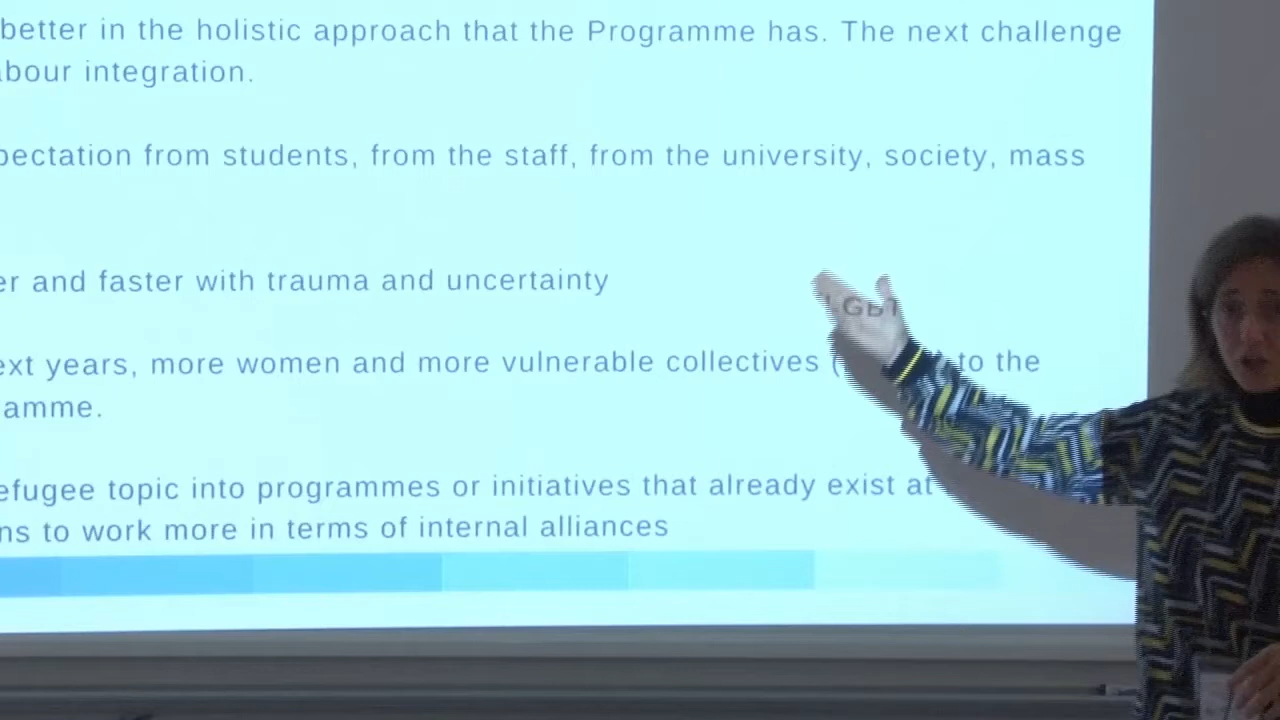 better in the holistic approach that the Programme has. The next challenge
abour integration.
pectation from students, from the staff, from the university, society, mass
er and faster with trauma and uncertainty
ext years, more women and more vulnerable collectives (LGBT to the
amme.
efugee topic into programmes or initiatives that already exist at
ns to work more in terms of internal alliances